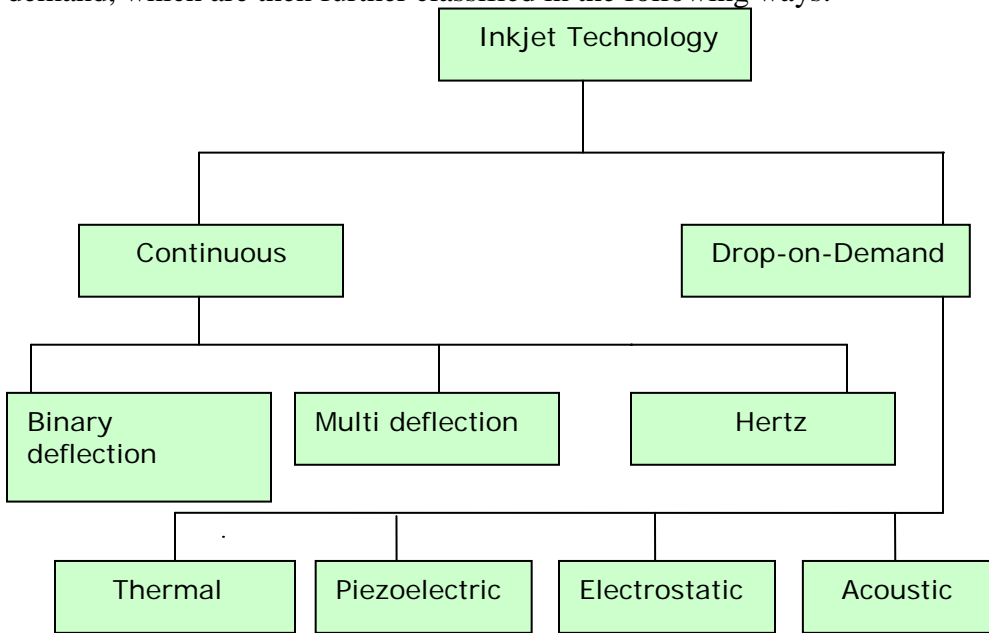 demand, which are then further classified in the following ways:
Inkjet Technology
Continuous
Drop-on-Demand
Binary
deflection
Multi deflection
Hertz
Thermal
Piezoelectric
Electrostatic
Acoustic